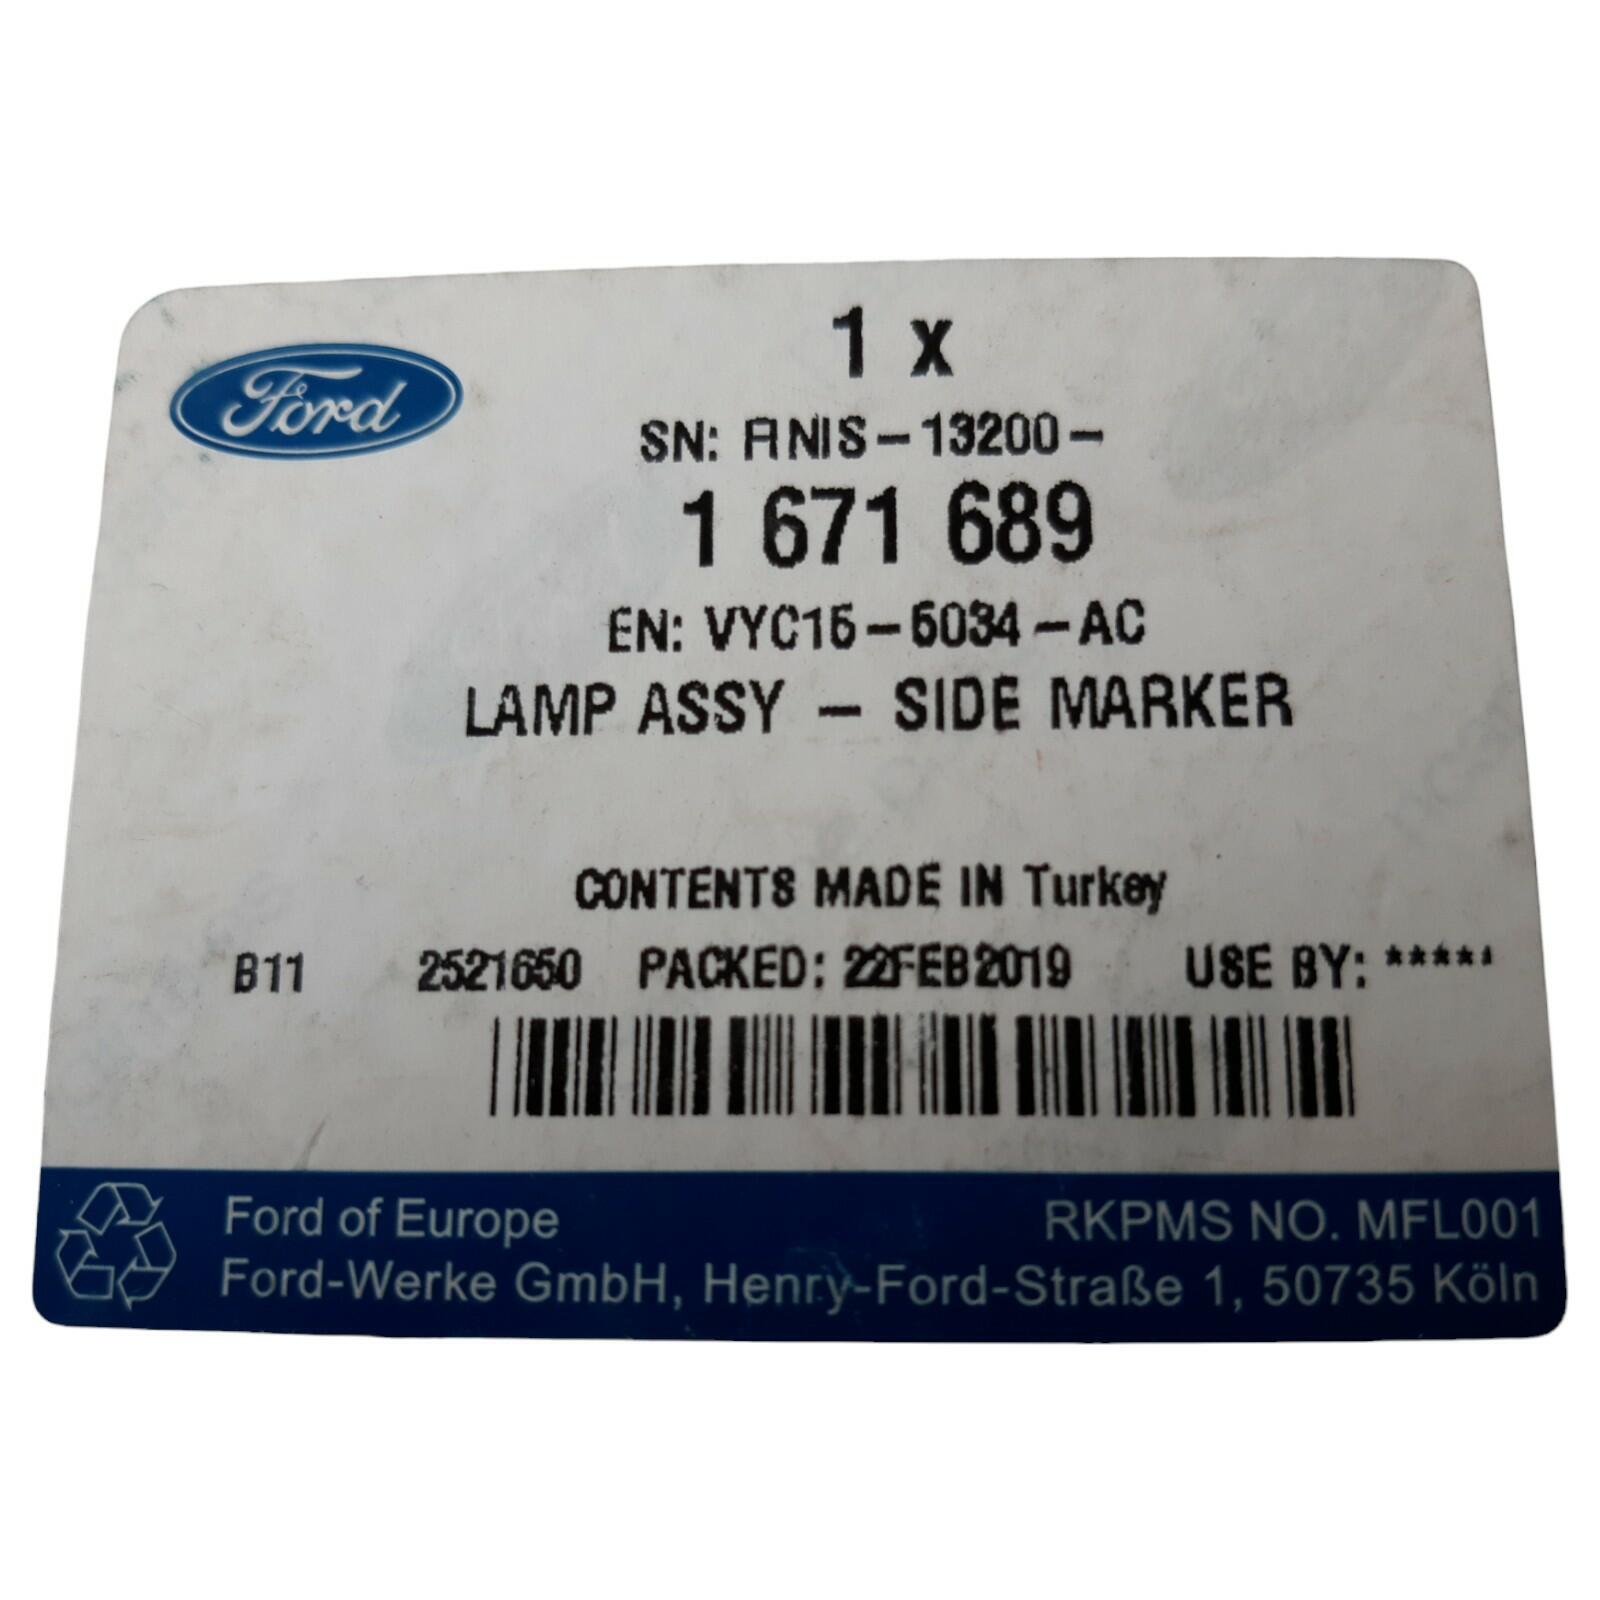 1 x
Ford
SN: FINIS-13200-
1 671 689
EN: VYC15-5034-AC
LAMP ASSY - SIDE MARKER
CONTENTS MADE IN Turkey
B11 2521650 PACKED: 22FEB2019 USE BY: *****
Ford of Europe RKPMS NO. MFL001
Ford-Werke GmbH, Henry-Ford-Straße 1, 50735 Köln